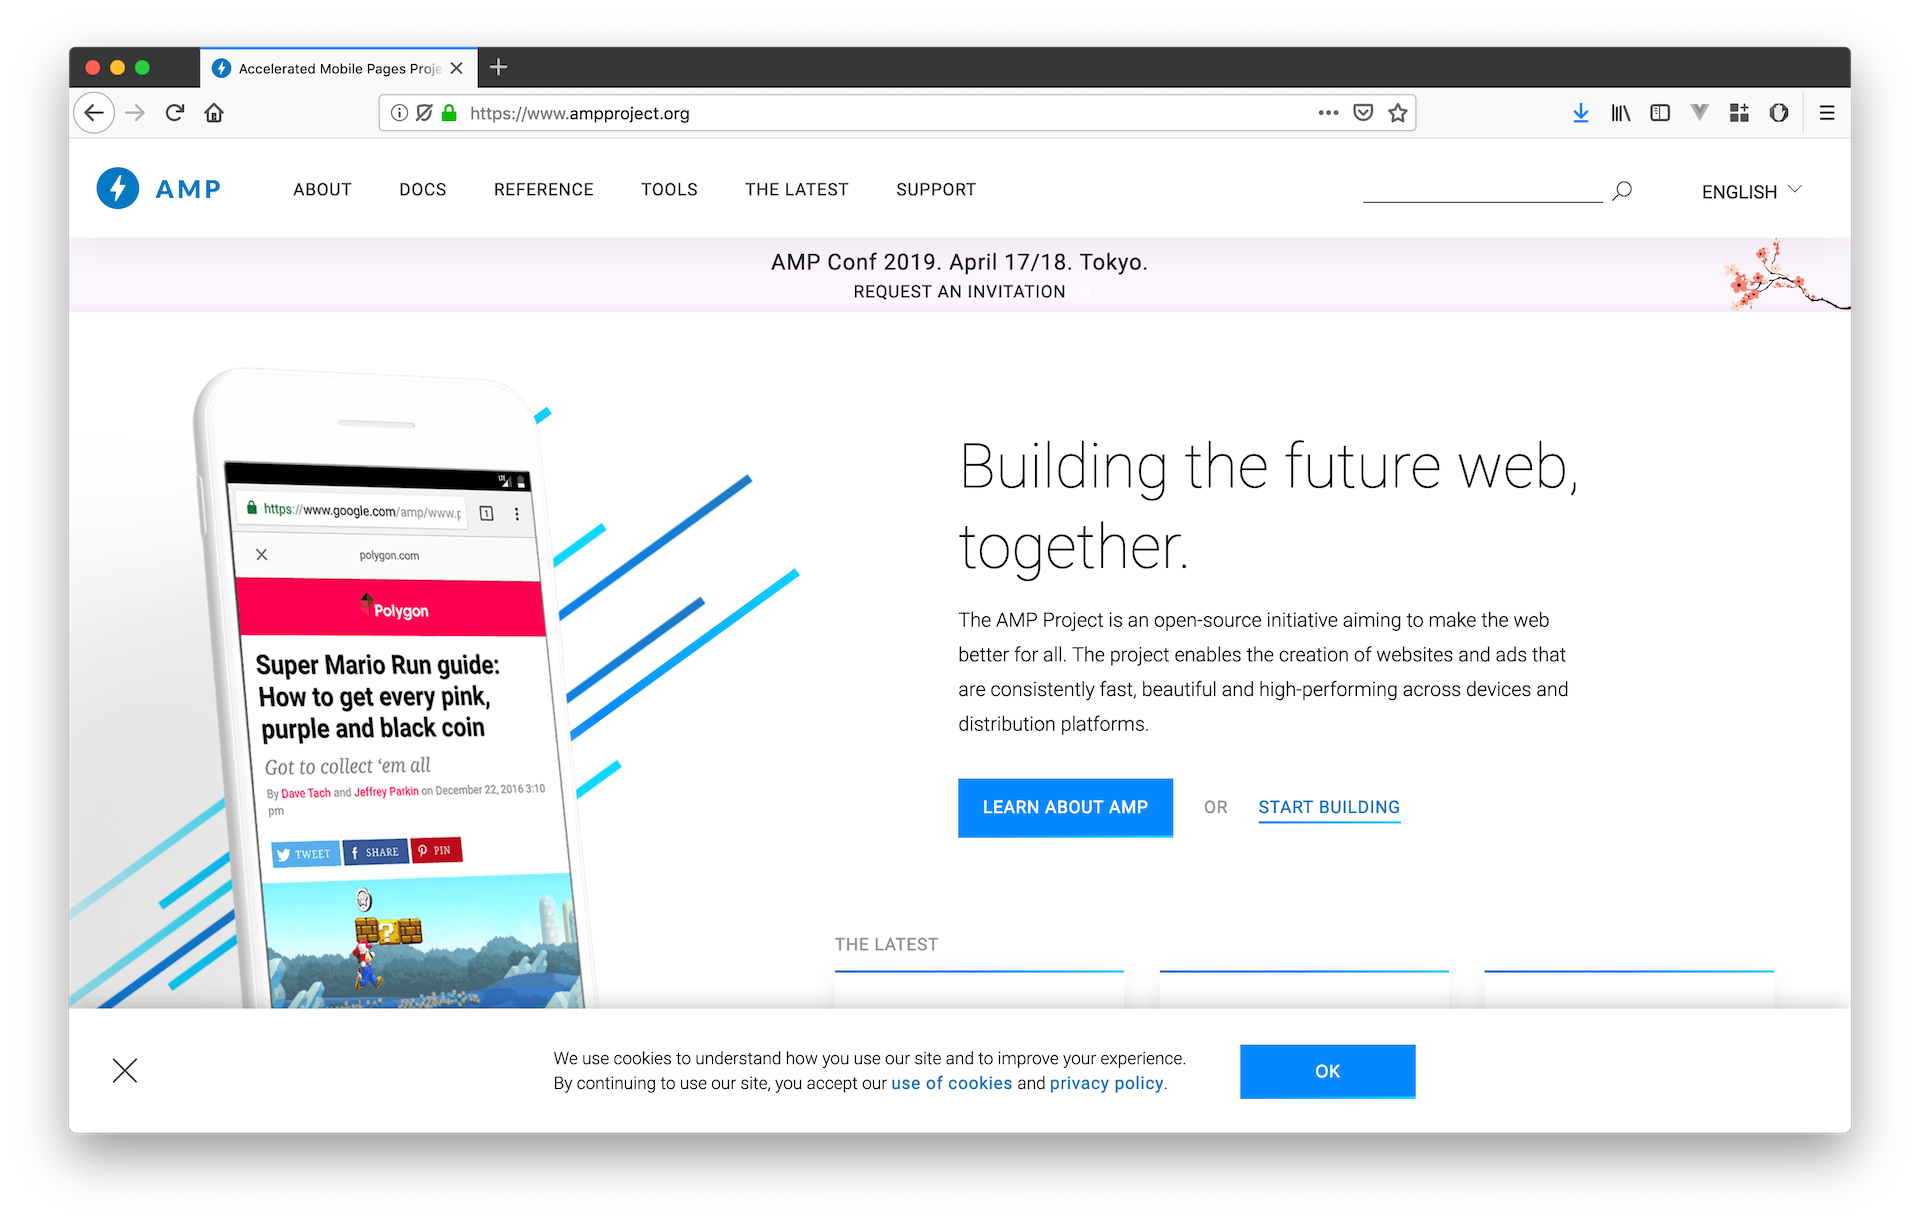 Accelerated Mobile Pages Proje
https://www.ampproject.org
AMP
ABOUT
DOCS
REFERENCE
TOOLS
THE LATEST
SUPPORT
ENGLISH
AMP Conf 2019. April 17/18. Tokyo.
REQUEST AN INVITATION
LTE
https://www.google.com/amp/www.p
1
polygon.com
Polygon
Super Mario Run guide:
How to get every pink,
purple and black coin
Got to collect ‘em all
By Dave Tach and Jeffrey Parkin on December 22, 2016 3:10
pm
TWEET
SHARE
PIN
?
Building the future web,
together.
The AMP Project is an open-source initiative aiming to make the web
better for all. The project enables the creation of websites and ads that
are consistently fast, beautiful and high-performing across devices and
distribution platforms.
LEARN ABOUT AMP
OR
START BUILDING
THE LATEST
We use cookies to understand how you use our site and to improve your experience.
By continuing to use our site, you accept our use of cookies and privacy policy.
OK